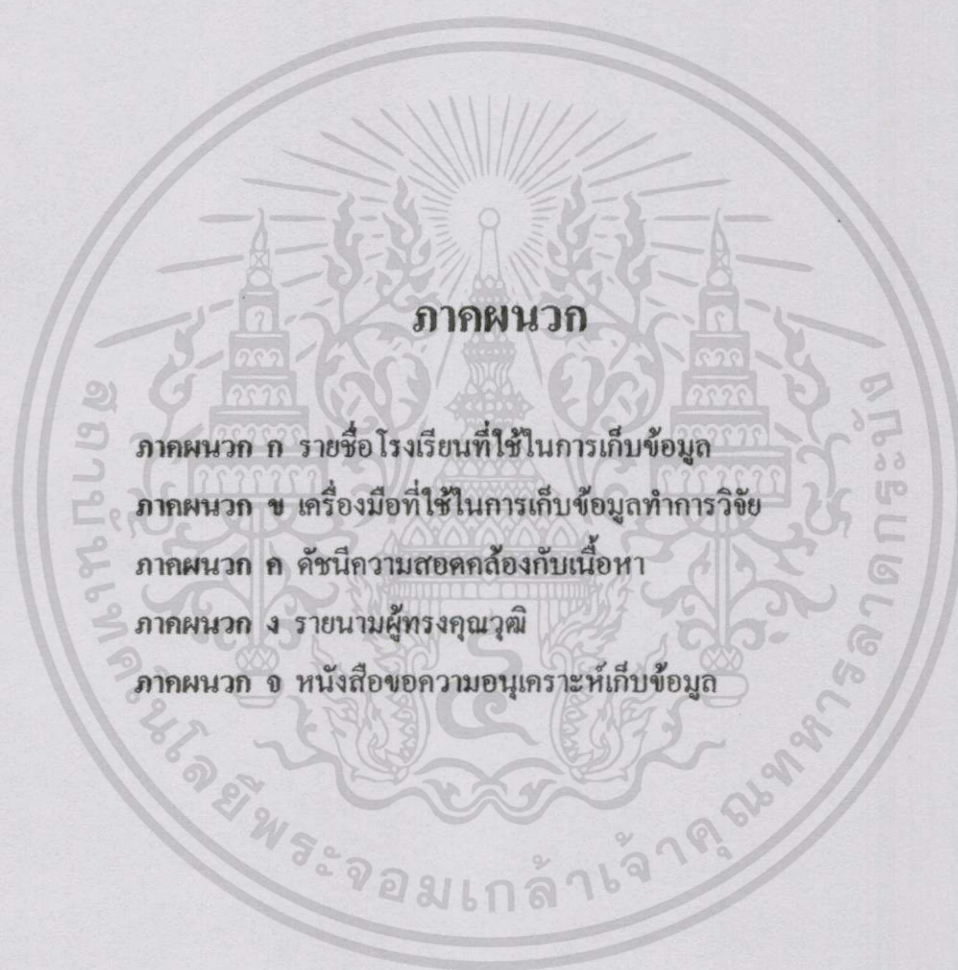 ภาคผนวก
ภาคผนวก ก รายชื่อโรงเรียนที่ใช้ในการเก็บข้อมูล
ภาคผนวก ข เครื่องมือที่ใช้ในการเก็บข้อมูลทำการวิจัย
ภาคผนวก ค ดัชนีความสอดคล้องกับเนื้อหา
ภาคผนวก ง รายนามผู้ทรงคุณวุฒิ
ภาคผนวก จ หนังสือขอความอนุเคราะห์เก็บข้อมูล
สถาบันเทคโนโลยีพระจอมเกล้าเจ้าคุณทหารลาดกระบัง